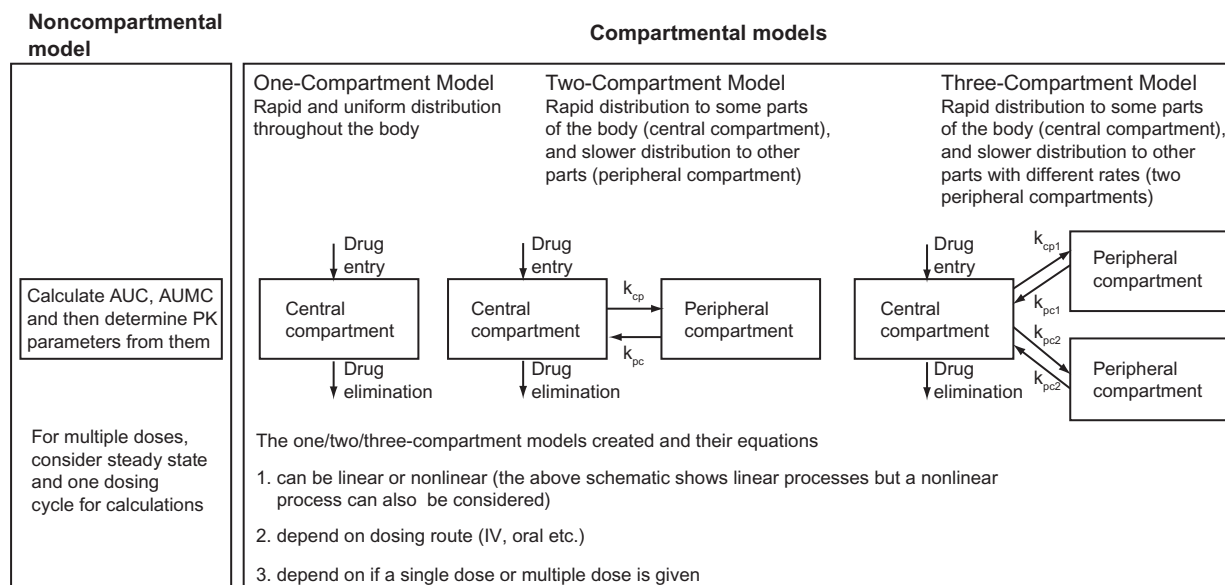 Noncompartmental
model
Compartmental models
Calculate AUC, AUMC
and then determine PK
parameters from them
For multiple doses,
consider steady state
and one dosing
cycle for calculations
One-Compartment Model
Rapid and uniform distribution
throughout the body
Two-Compartment Model
Rapid distribution to some parts
of the body (central compartment),
and slower distribution to other
parts (peripheral compartment)
Three-Compartment Model
Rapid distribution to some parts
of the body (central compartment),
and slower distribution to other
parts with different rates (two
peripheral compartments)
Drug
entry
Central
compartment
Drug
elimination
Drug
entry
Central
compartment
Drug
elimination
kcp
kpc
Peripheral
compartment
Drug
entry
Central
compartment
Drug
elimination
kcp1
kpc1
kpc2
kpc2
Peripheral
compartment
Peripheral
compartment
The one/two/three-compartment models created and their equations
1. can be linear or nonlinear (the above schematic shows linear processes but a nonlinear
process can also be considered)
2. depend on dosing route (IV, oral etc.)
3. depend on if a single dose or multiple dose is given